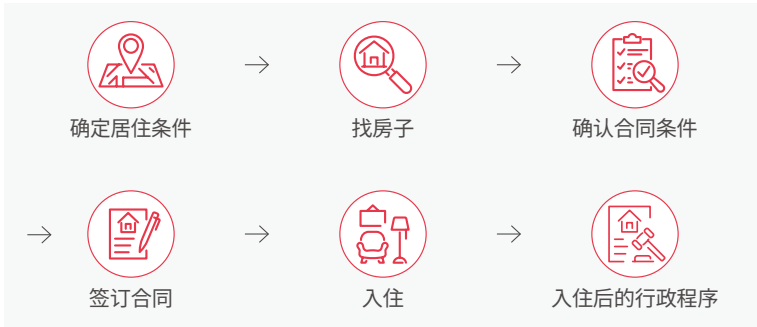 确定居住条件
找房子
确认合同条件
签订合同
入住
入住后的行政程序